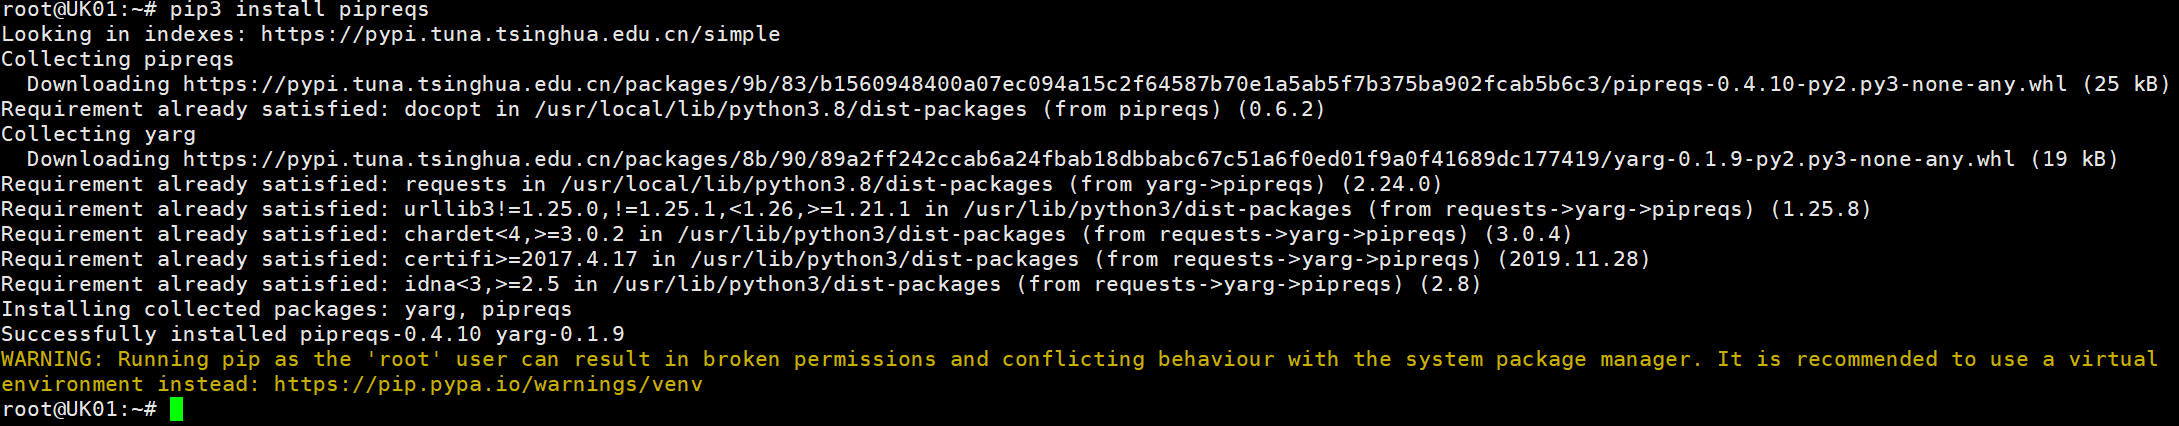 root@UK01:~# pip3 install pipreqs
Looking in indexes: https://pypi.tuna.tsinghua.edu.cn/simple
Collecting pipreqs
  Downloading https://pypi.tuna.tsinghua.edu.cn/packages/9b/83/b1560948400a07ec094a15c2f64587b70e1a5ab5f7b375ba902fcab5b6c3/pipreqs-0.4.10-py2.py3-none-any.whl (25 kB)
Requirement already satisfied: docopt in /usr/local/lib/python3.8/dist-packages (from pipreqs) (0.6.2)
Collecting yarg
  Downloading https://pypi.tuna.tsinghua.edu.cn/packages/8b/90/89a2ff242ccab6a24fbab18dbbabc67c51a6f0ed01f9a0f41689dc177419/yarg-0.1.9-py2.py3-none-any.whl (19 kB)
Requirement already satisfied: requests in /usr/local/lib/python3.8/dist-packages (from yarg->pipreqs) (2.24.0)
Requirement already satisfied: urllib3!=1.25.0,!=1.25.1,<1.26,>=1.21.1 in /usr/lib/python3/dist-packages (from requests->yarg->pipreqs) (1.25.8)
Requirement already satisfied: chardet<4,>=3.0.2 in /usr/lib/python3/dist-packages (from requests->yarg->pipreqs) (3.0.4)
Requirement already satisfied: certifi>=2017.4.17 in /usr/lib/python3/dist-packages (from requests->yarg->pipreqs) (2019.11.28)
Requirement already satisfied: idna<3,>=2.5 in /usr/lib/python3/dist-packages (from requests->yarg->pipreqs) (2.8)
Installing collected packages: yarg, pipreqs
Successfully installed pipreqs-0.4.10 yarg-0.1.9
WARNING: Running pip as the 'root' user can result in broken permissions and conflicting behaviour with the system package manager. It is recommended to use a virtual
environment instead: https://pip.pypa.io/warnings/venv
root@UK01:~#